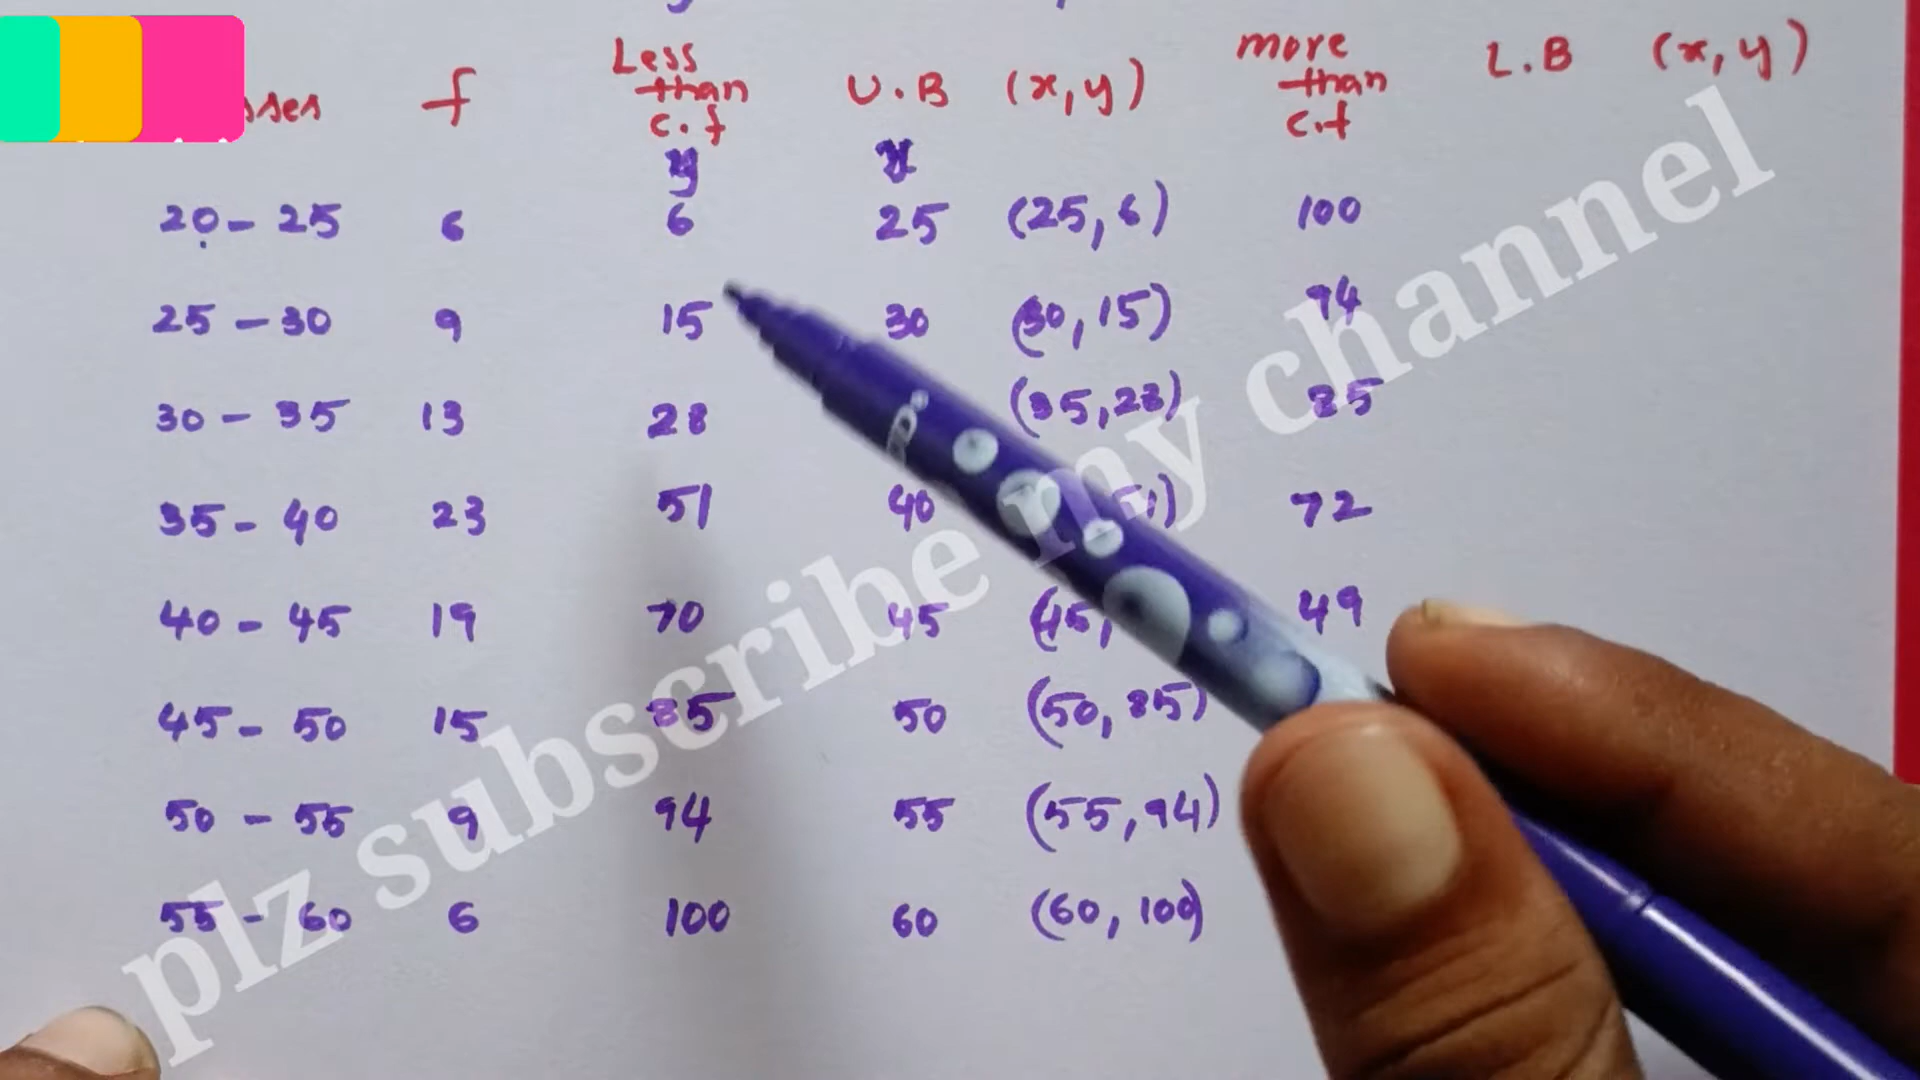 sses f Less than c.f U.B (x,y) more than c.f L.B (x,y)
y x
20 - 25 6 6 25 (25, 6) 100
25 - 30 9 15 30 (30, 15) 94
30 - 35 13 28 (35, 28) 85
35 - 40 23 51 40 51) 72
40 - 45 19 70 45 (45, 49
45 - 50 15 85 50 (50, 85)
50 - 55 9 94 55 (55, 94)
55 - 60 6 100 60 (60, 100)
plz subscribe my channel